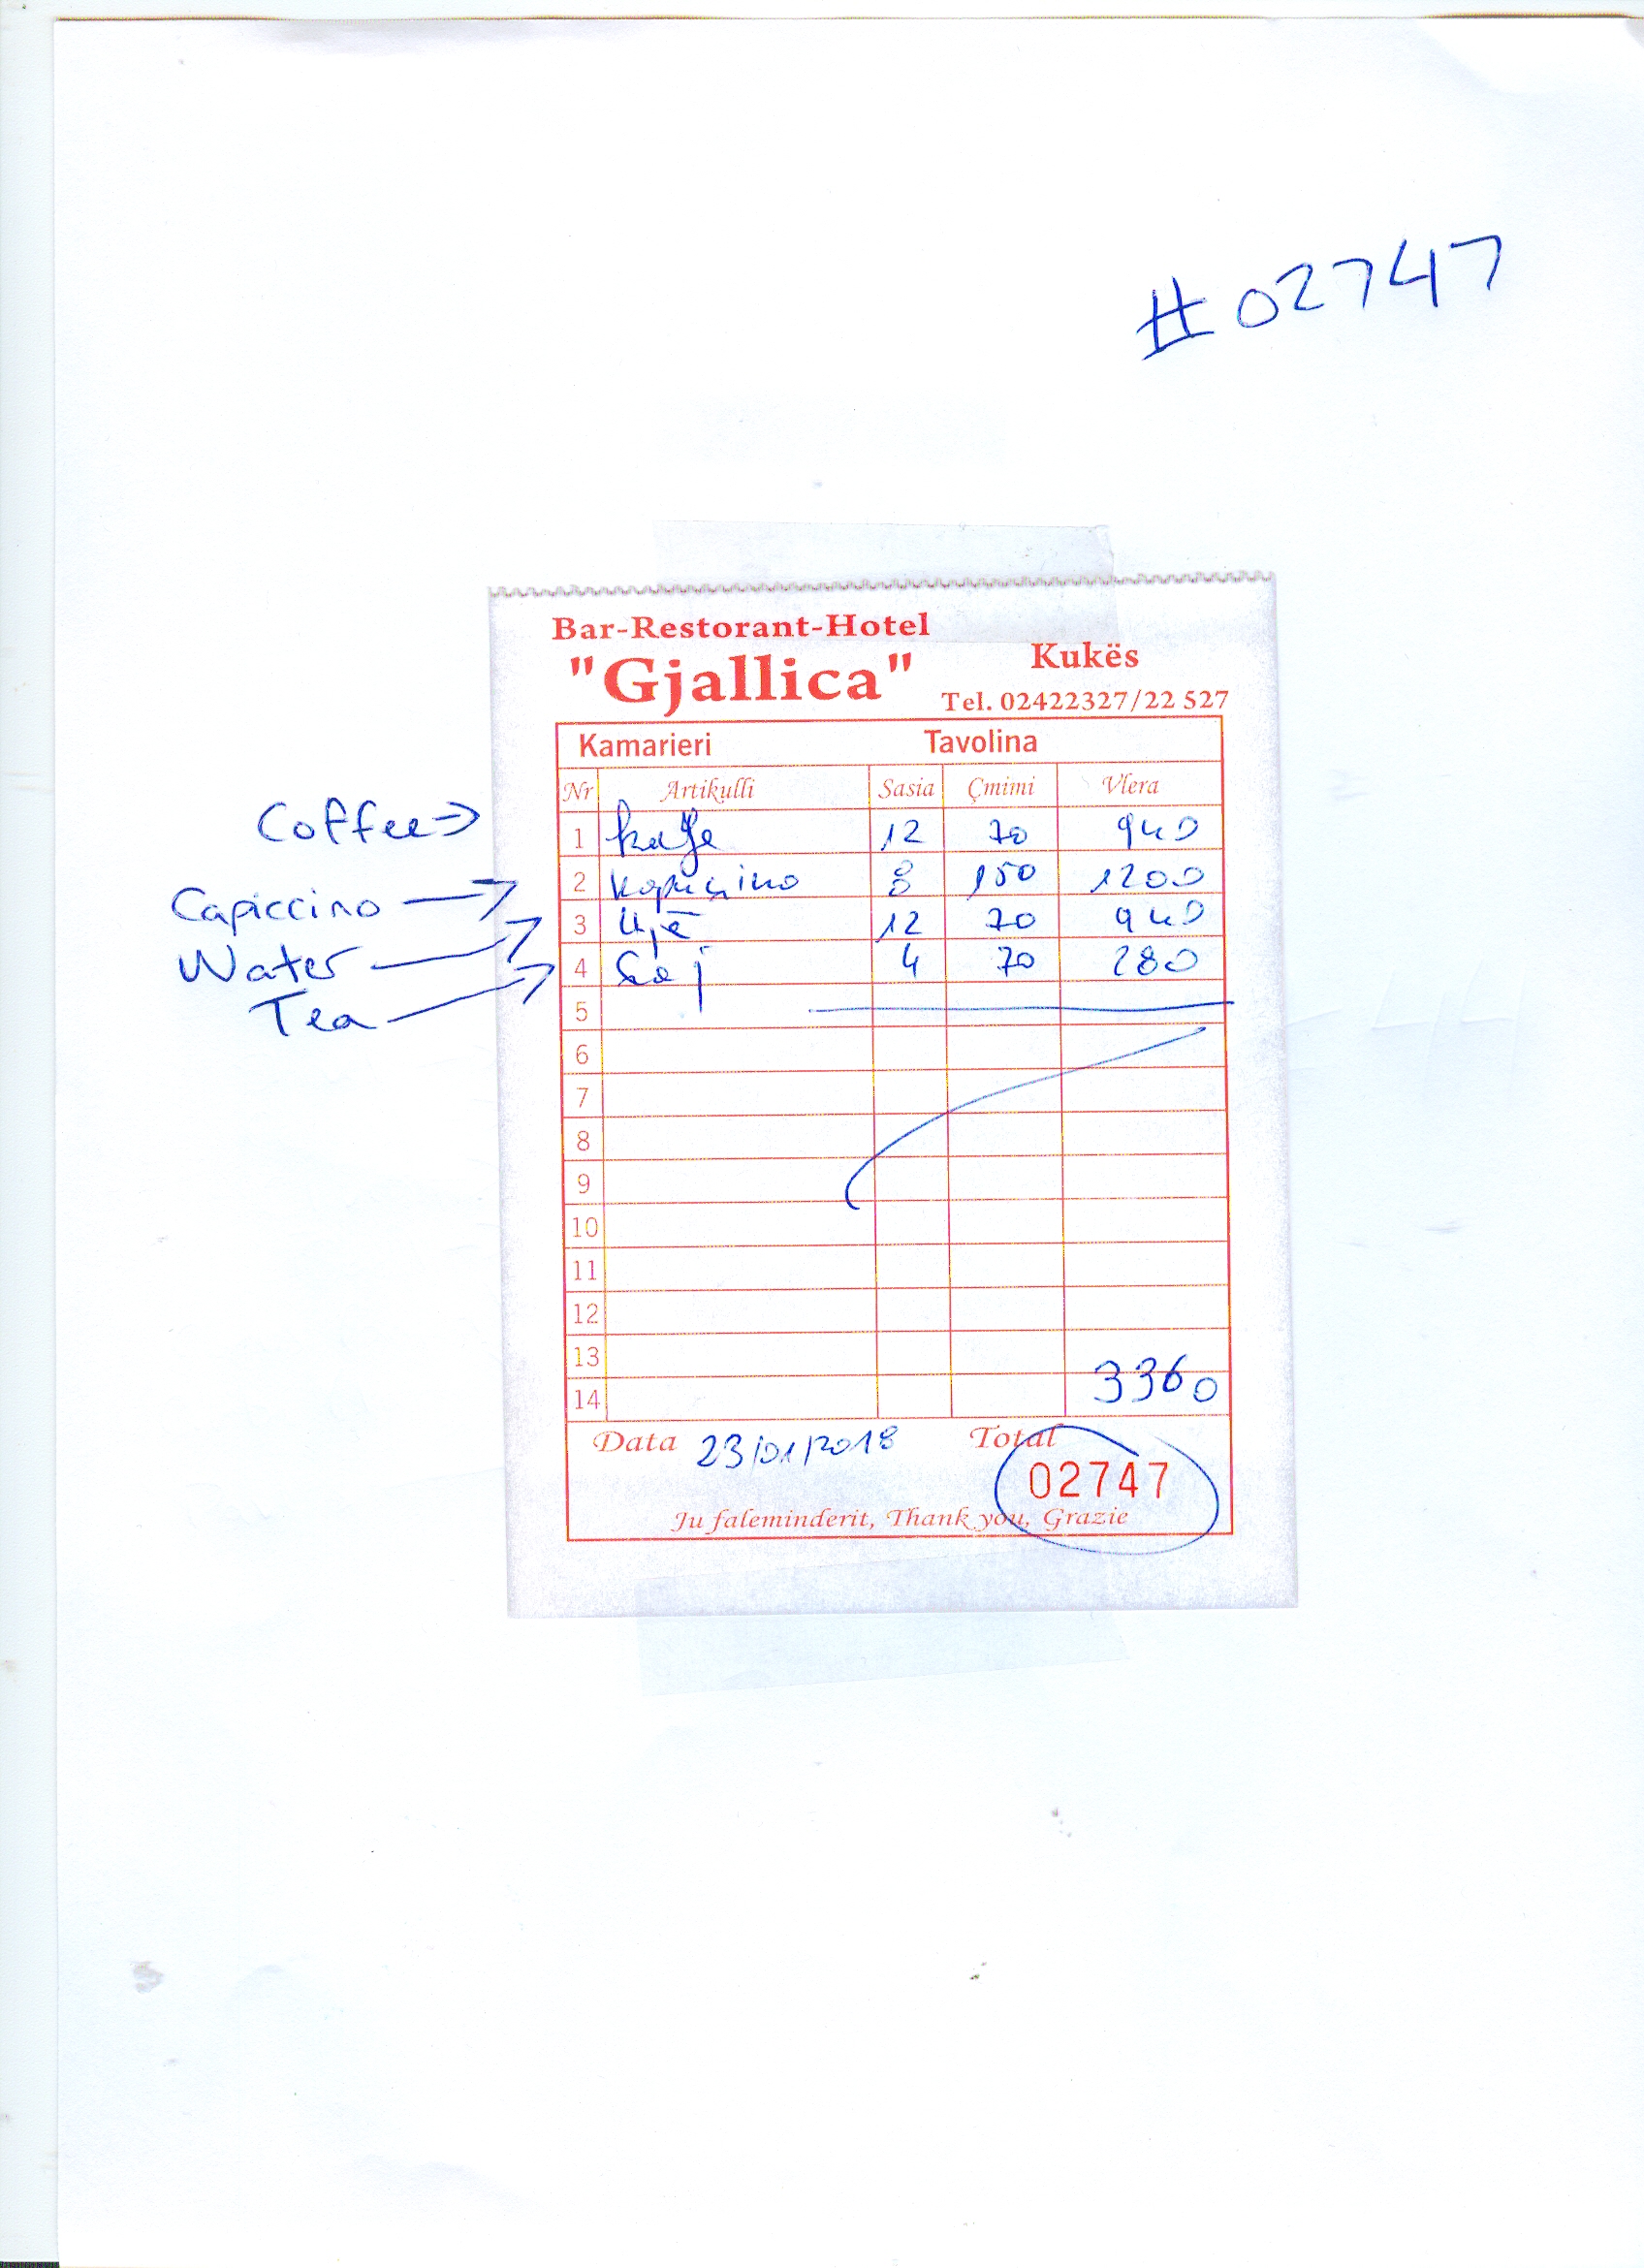 #02747
Bar-Restorant-Hotel
"Gjallica"
Kukës
Tel. 02422327/22 527
Kamarieri Tavolina
Nr Artikulli Sasia Çmimi Vlera
Coffee → 1 kafe 12 70 940
Capiccino → 2 kapuçino 8 150 1200
Water → 3 Ujë 12 70 940
Tea → 4 Caj 4 70 280
5
6
7
8
9
10
11
12
13
14 3360
Data 23/01/2018 Total
02747
Ju faleminderit, Thank you, Grazie